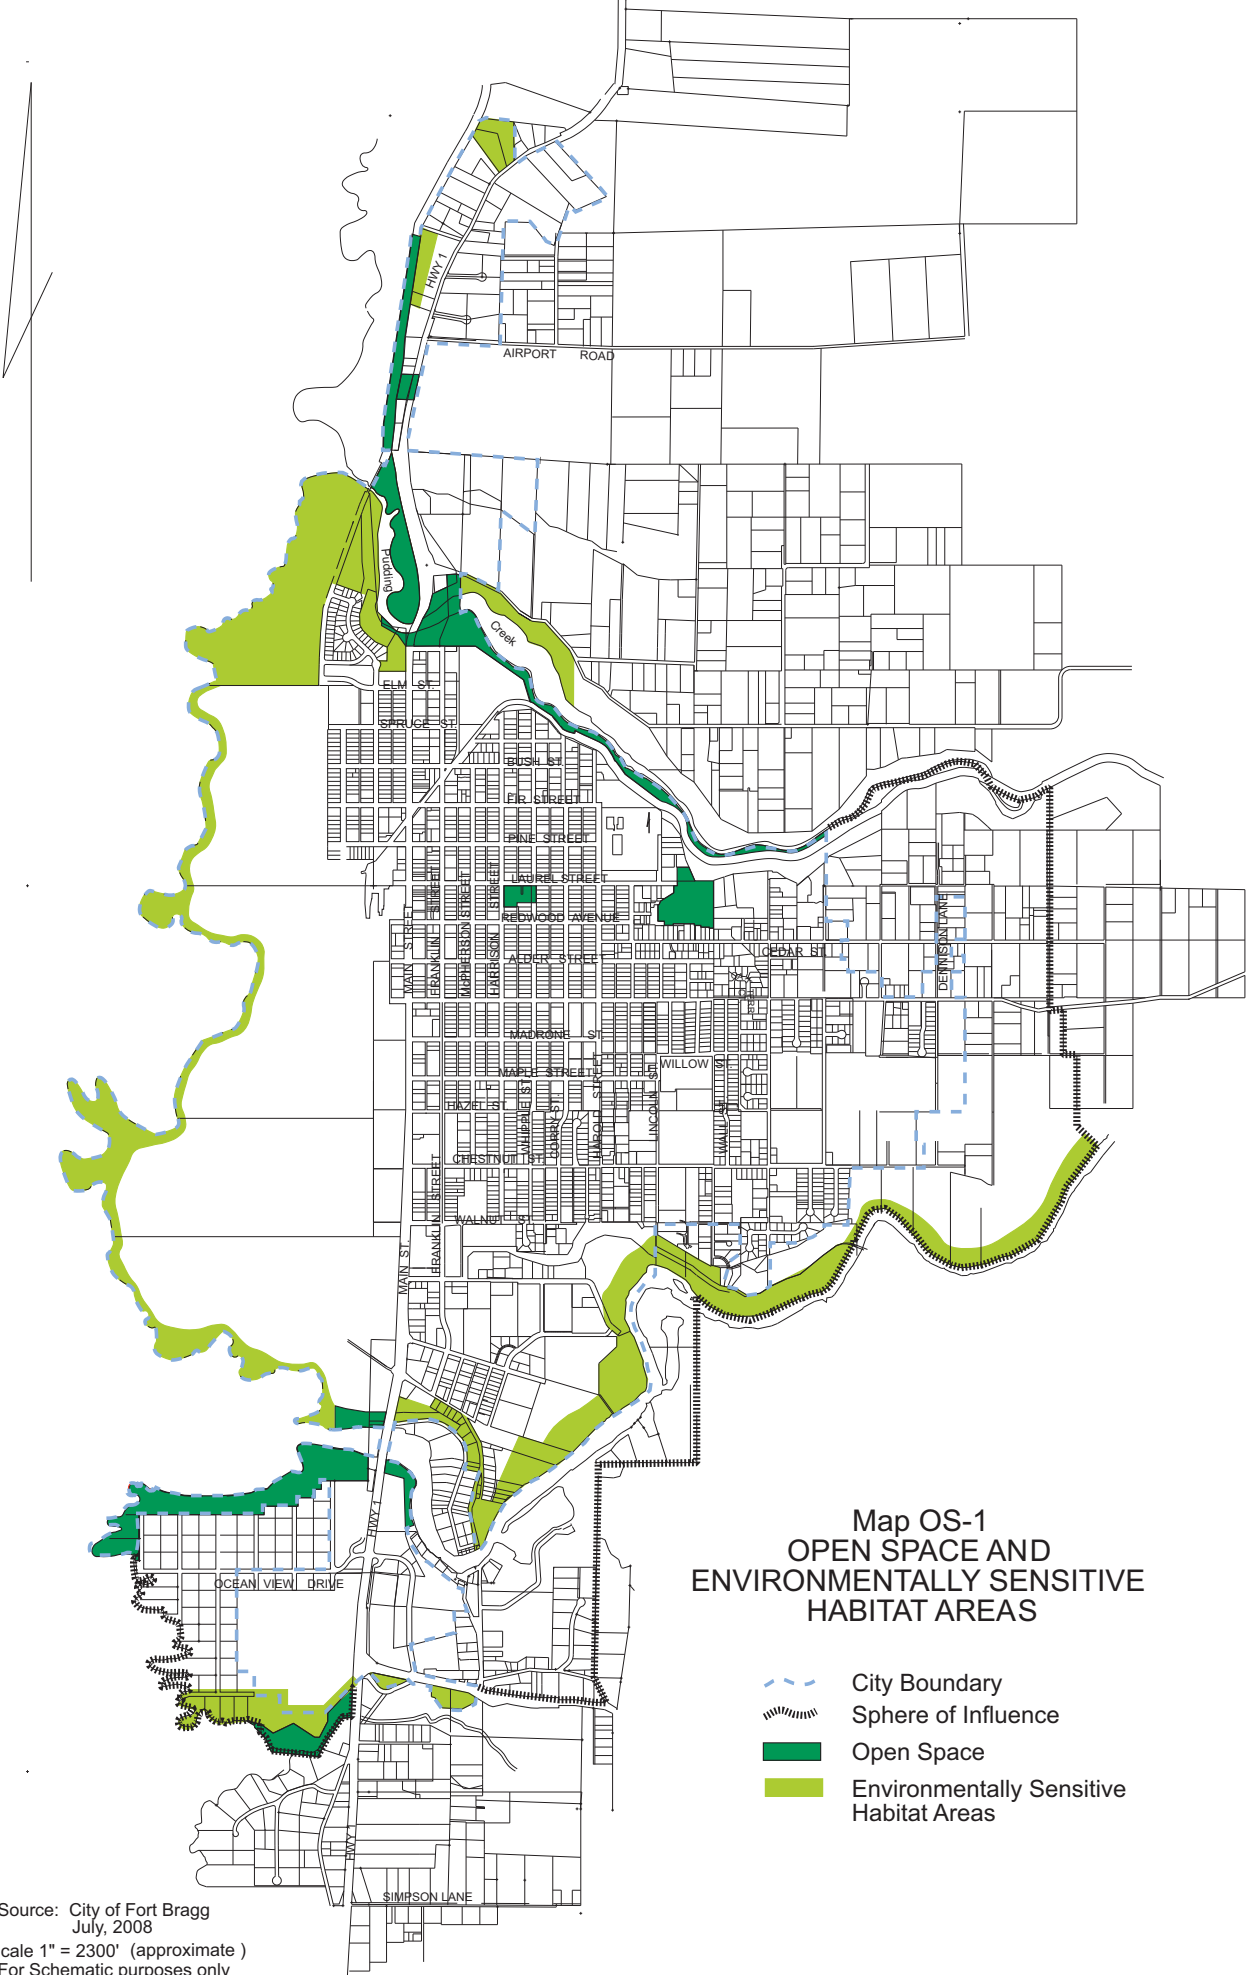 HWY 1
AIRPORT ROAD
Pudding
Creek
ELM ST.
SPRUCE ST.
BUSH ST.
FIR STREET
PINE STREET
LAUREL STREET
REDWOOD AVENUE
CEDAR ST.
ALDER STREET
MAIN STREET
FRANKLIN STREET
McPHERSON STREET
HARRISON STREET
DENNISON LANE
MADRONE ST.
WILLOW ST.
MAPLE STREET
HAZEL ST.
WHIPPLE ST.
CORRY ST.
HAROLD STREET
LINCOLN ST.
WALL ST.
CHESTNUT ST.
WALNUT ST.
MAIN ST.
FRANKLIN STREET
HWY 1
OCEAN VIEW DRIVE
HWY 1
SIMPSON LANE
Map OS-1
OPEN SPACE AND
ENVIRONMENTALLY SENSITIVE
HABITAT AREAS
City Boundary
Sphere of Influence
Open Space
Environmentally Sensitive
Habitat Areas
Source: City of Fort Bragg
July, 2008
cale 1" = 2300' (approximate )
For Schematic purposes only